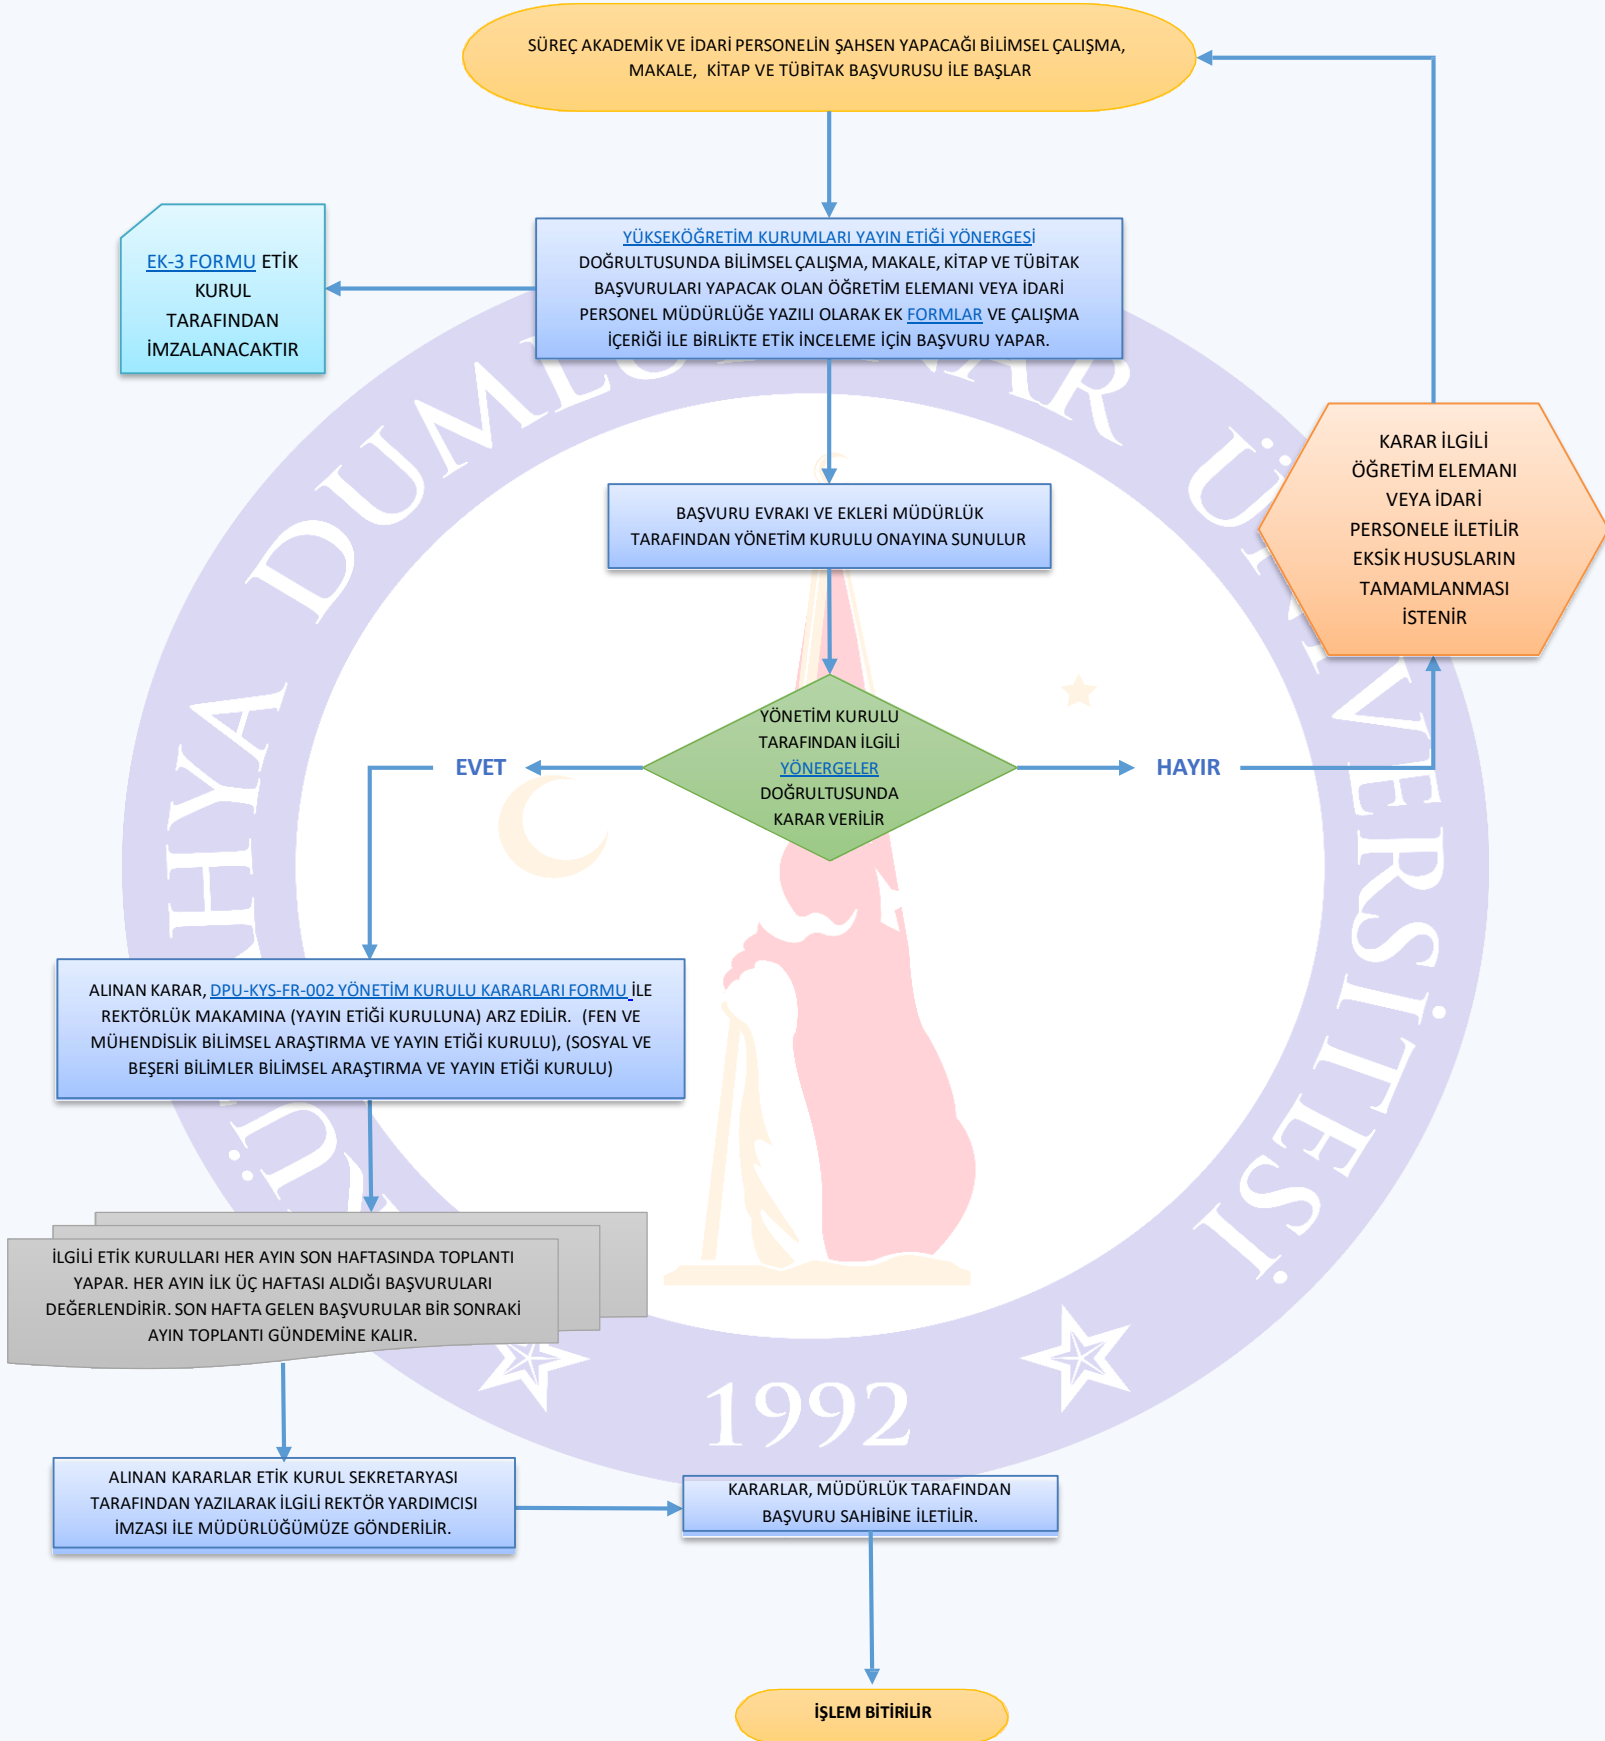 SÜREÇ AKADEMİK VE İDARİ PERSONELİN ŞAHSEN YAPACAĞI BİLİMSEL ÇALIŞMA,
MAKALE, KİTAP VE TÜBİTAK BAŞVURUSU İLE BAŞLAR
EK-3 FORMU ETİK
KURUL
TARAFINDAN
İMZALANACAKTIR
YÜKSEKÖĞRETİM KURUMLARI YAYIN ETİĞİ YÖNERGESİ
DOĞRULTUSUNDA BİLİMSEL ÇALIŞMA, MAKALE, KİTAP VE TÜBİTAK
BAŞVURULARI YAPACAK OLAN ÖĞRETİM ELEMANI VEYA İDARİ
PERSONEL MÜDÜRLÜĞE YAZILI OLARAK EK FORMLAR VE ÇALIŞMA
İÇERİĞİ İLE BİRLİKTE ETİK İNCELEME İÇİN BAŞVURU YAPAR.
KARAR İLGİLİ
ÖĞRETİM ELEMANI
VEYA İDARİ
PERSONELE İLETİLİR
EKSİK HUSUSLARIN
TAMAMLANMASI
İSTENİR
BAŞVURU EVRAKI VE EKLERİ MÜDÜRLÜK
TARAFINDAN YÖNETİM KURULU ONAYINA SUNULUR
YÖNETİM KURULU
TARAFINDAN İLGİLİ
YÖNERGELER
DOĞRULTUSUNDA
KARAR VERİLİR
EVET
HAYIR
ALINAN KARAR, DPU-KYS-FR-002 YÖNETİM KURULU KARARLARI FORMU İLE
REKTÖRLÜK MAKAMINA (YAYIN ETİĞİ KURULUNA) ARZ EDİLİR. (FEN VE
MÜHENDİSLİK BİLİMSEL ARAŞTIRMA VE YAYIN ETİĞİ KURULU), (SOSYAL VE
BEŞERİ BİLİMLER BİLİMSEL ARAŞTIRMA VE YAYIN ETİĞİ KURULU)
İLGİLİ ETİK KURULLARI HER AYIN SON HAFTASINDA TOPLANTI
YAPAR. HER AYIN İLK ÜÇ HAFTASI ALDIĞI BAŞVURULARI
DEĞERLENDİRİR. SON HAFTA GELEN BAŞVURULAR BİR SONRAKİ
AYIN TOPLANTI GÜNDEMİNE KALIR.
ALINAN KARARLAR ETİK KURUL SEKRETARYASI
TARAFINDAN YAZILARAK İLGİLİ REKTÖR YARDIMCISI
İMZASI İLE MÜDÜRLÜĞÜMÜZE GÖNDERİLİR.
KARARLAR, MÜDÜRLÜK TARAFINDAN
BAŞVURU SAHİBİNE İLETİLİR.
İŞLEM BİTİRİLİR
1992